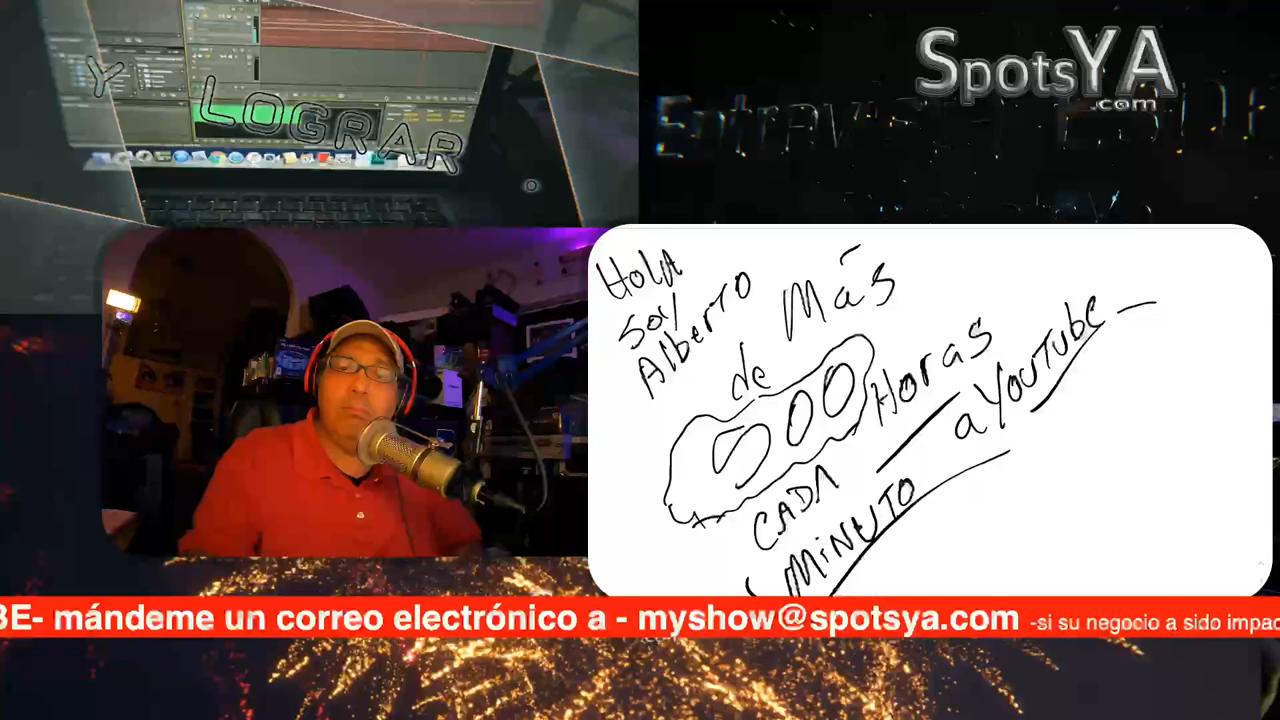 Y LOGRAR
SpotsYA
.com
HOLA
SOY
AlberTO
Más
de
500 Horas
a YouTube
CADA
MiNUTO
BE- mándeme un correo electrónico a - myshow@spotsya.com -si su negocio a sido impac